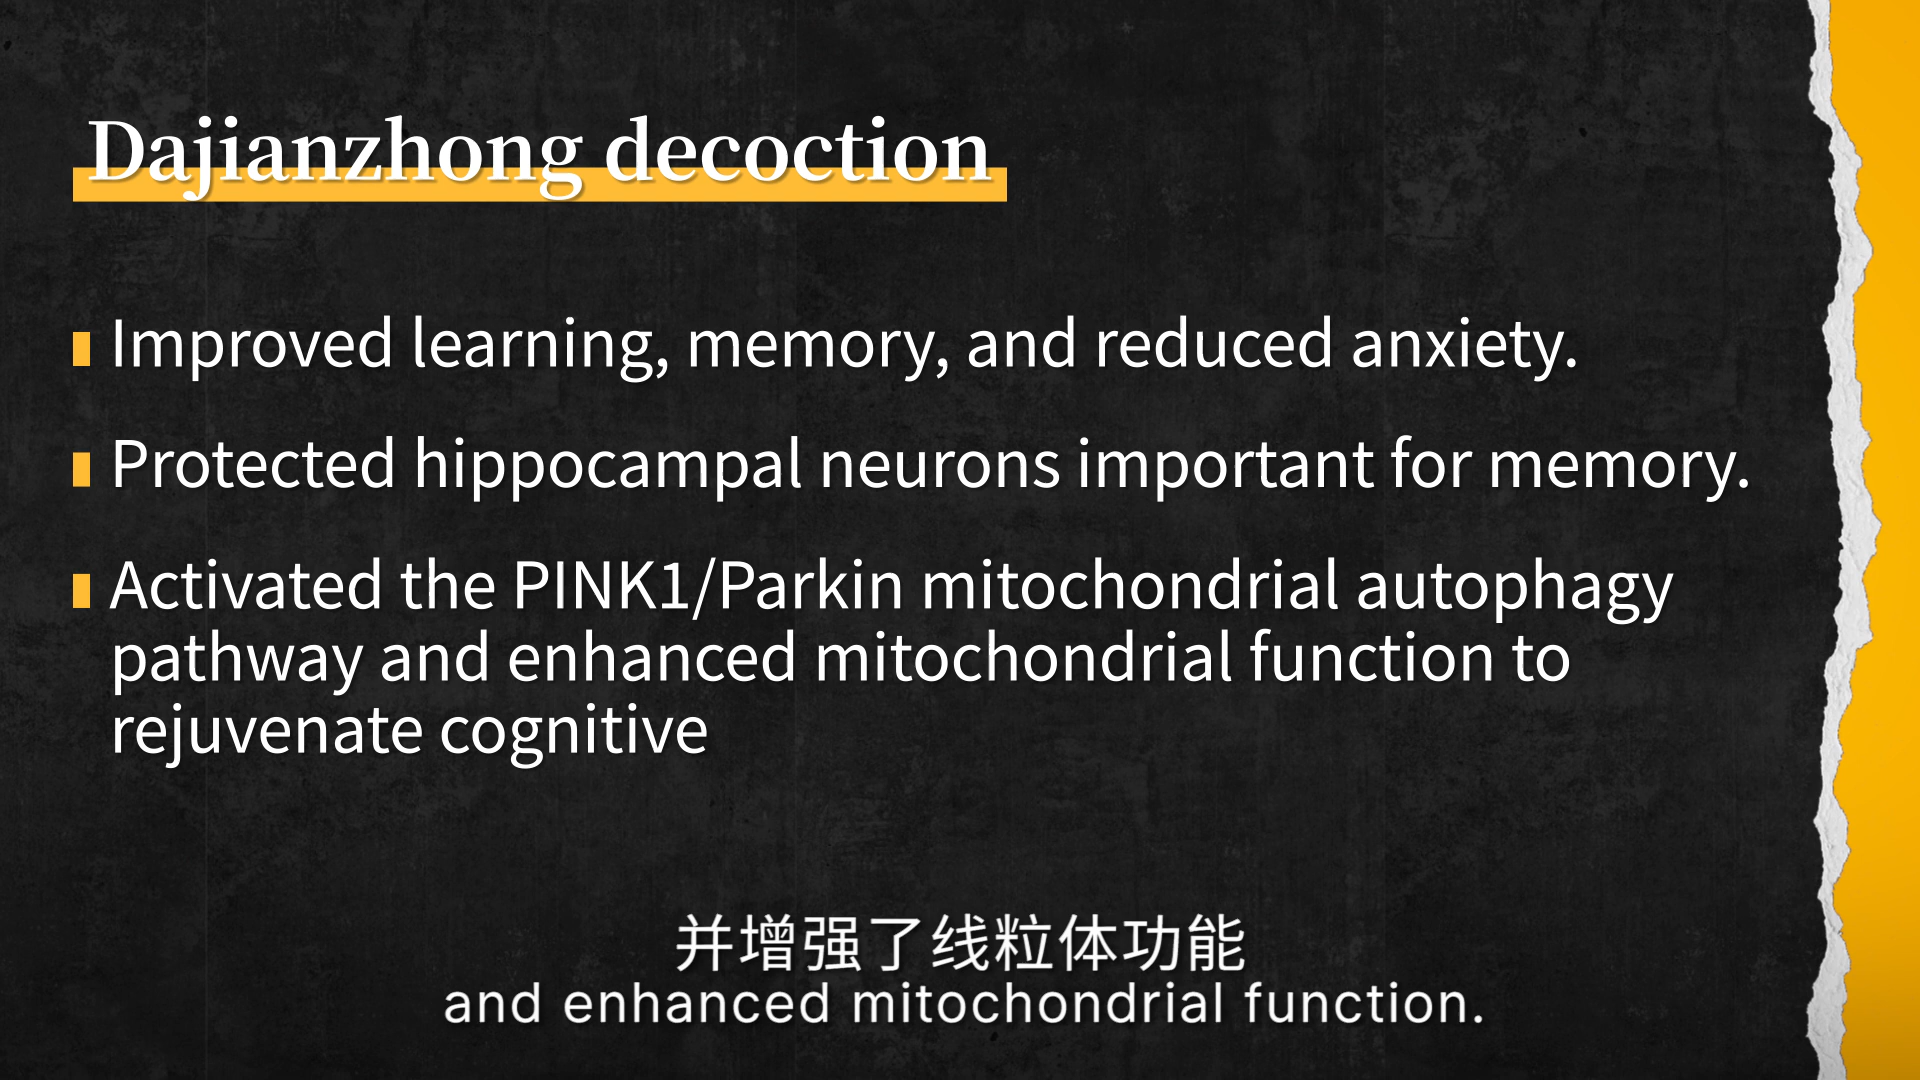 Dajianzhong decoction
Improved learning, memory, and reduced anxiety.
Protected hippocampal neurons important for memory.
Activated the PINK1/Parkin mitochondrial autophagy
pathway and enhanced mitochondrial function to
rejuvenate cognitive
并增强了线粒体功能
and enhanced mitochondrial function.